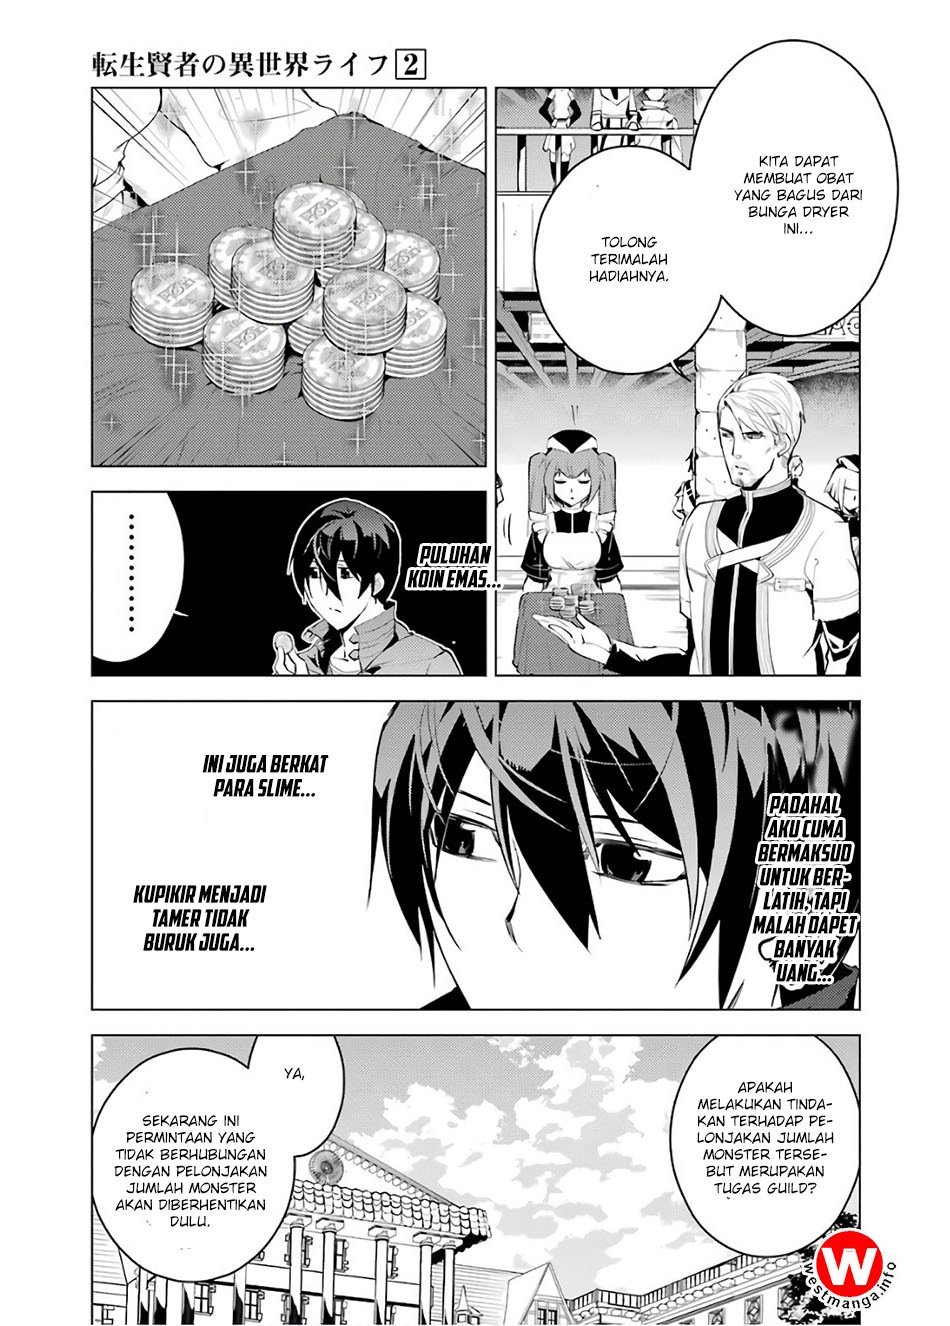 転生賢者の異世界ライフ 2
KITA DAPAT
MEMBUAT OBAT
YANG BAGUS DARI
BUNGA DRYER
INI...
TOLONG
TERIMALAH
HADIAHNYA.
PULUHAN
KOIN EMAS...
.........
PADAHAL
AKU CUMA
BERMAKSUD
UNTUK BER-
LATIH, TAPI
MALAH DAPET
BANYAK
UANG...
INI JUGA BERKAT
PARA SLIME...
KUPIKIR MENJADI
TAMER TIDAK
BURUK JUGA...
APAKAH
MELAKUKAN TINDA-
KAN TERHADAP PE-
LONJAKAN JUMLAH
MONSTER TERSE-
BUT MERUPAKAN
TUGAS GUILD?
YA,
SEKARANG INI
PERMINTAAN YANG
TIDAK BERHUBUNGAN
DENGAN PELONJAKAN
JUMLAH MONSTER
AKAN DIBERHENTIKAN
DULU.
W
westmanga.info